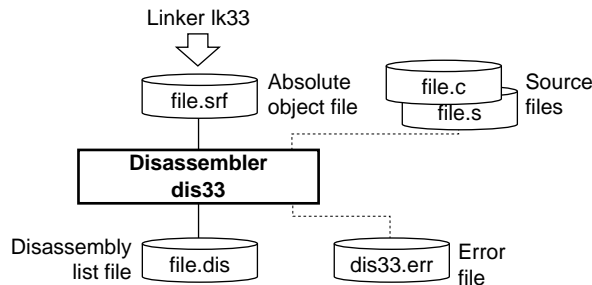 Linker lk33
file.srf
Absolute
object file
file.c
file.s
Source
files
Disassembler
dis33
Disassembly
list file
file.dis
dis33.err
Error
file